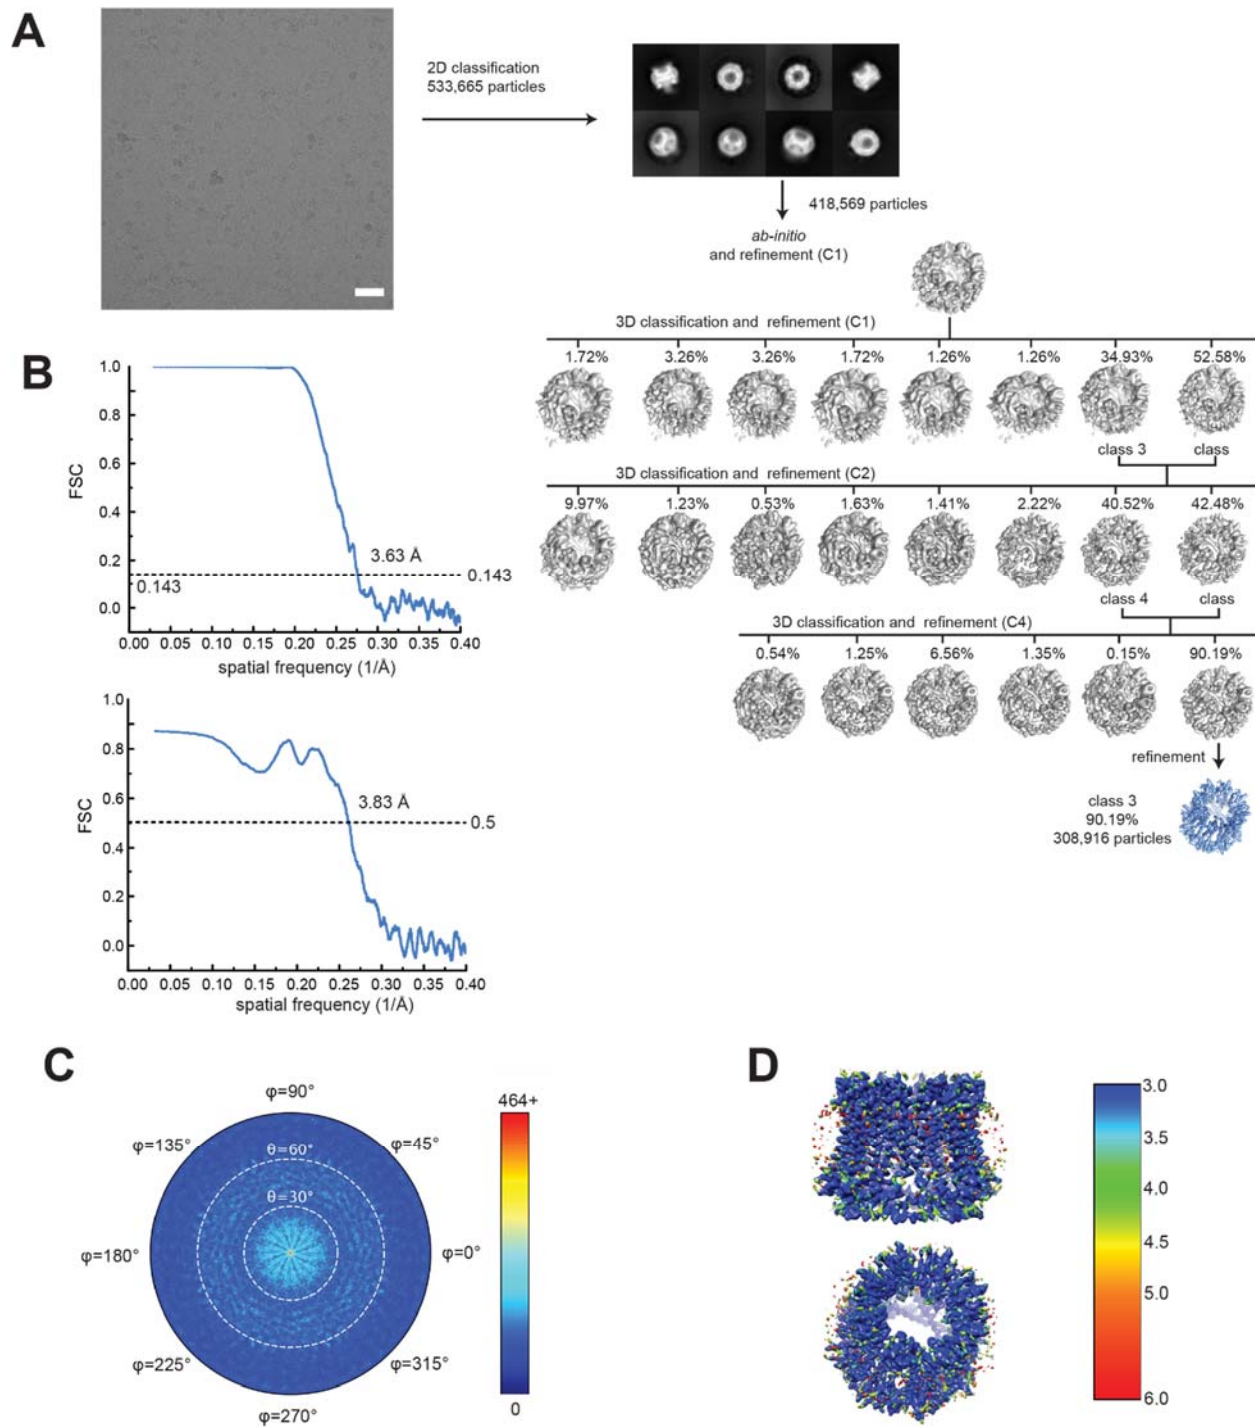 A
2D classification
533,665 particles
418,569 particles
ab-initio
and refinement (C1)
3D classification and refinement (C1)
1.72% 3.26% 3.26% 1.72% 1.26% 1.26% 34.93% 52.58%
class 3 class
3D classification and refinement (C2)
9.97% 1.23% 0.53% 1.63% 1.41% 2.22% 40.52% 42.48%
class 4 class
3D classification and refinement (C4)
0.54% 1.25% 6.56% 1.35% 0.15% 90.19%
refinement
class 3
90.19%
308,916 particles
B
1.0
0.8
0.6
0.4
0.2
0.0
FSC
3.63 Å
0.143
0.143
0.00 0.05 0.10 0.15 0.20 0.25 0.30 0.35 0.40
spatial frequency (1/Å)
1.0
0.8
0.6
0.4
0.2
0.0
FSC
3.83 Å
0.5
0.00 0.05 0.10 0.15 0.20 0.25 0.30 0.35 0.40
spatial frequency (1/Å)
C
φ=90°
φ=135°
φ=45°
θ=60°
θ=30°
φ=180°
φ=0°
φ=225°
φ=315°
φ=270°
464+
0
D
3.0
3.5
4.0
4.5
5.0
6.0